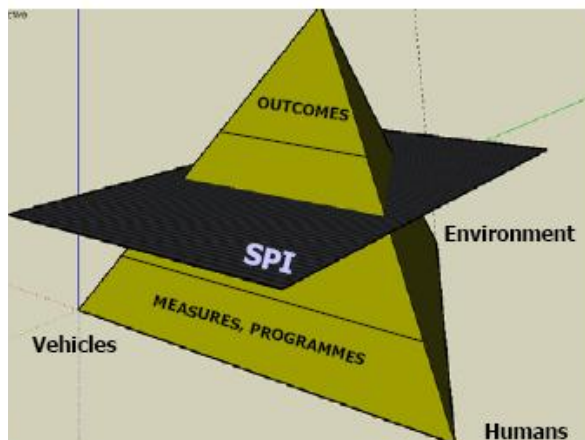 OUTCOMES
SPI
Environment
MEASURES, PROGRAMMES
Vehicles
Humans